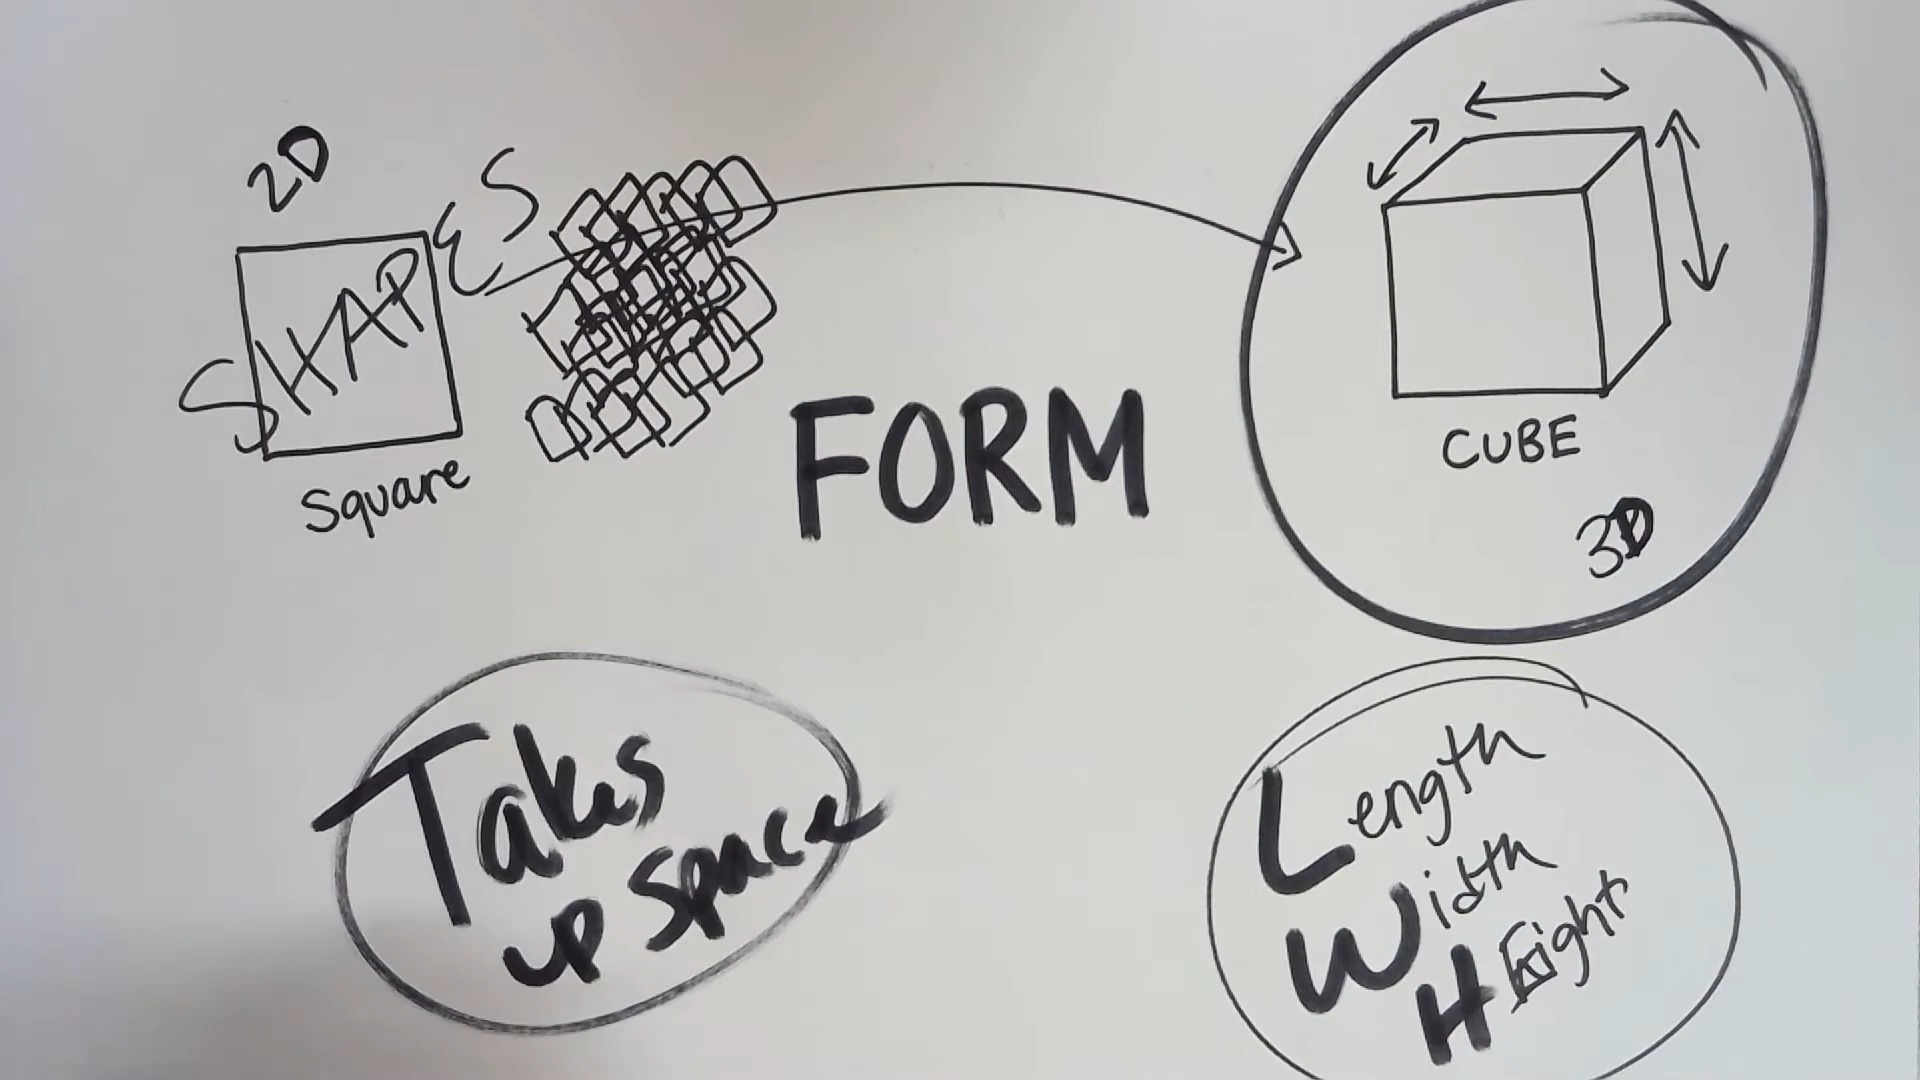 2D
SHAPES
Square
FORM
CUBE
3D
Takes
up space
Length
Width
Height